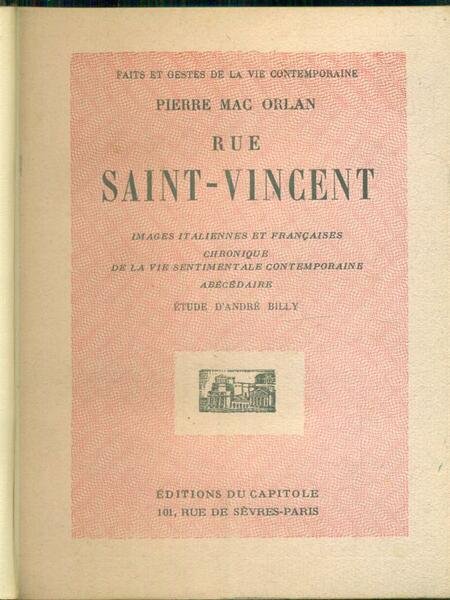 FAITS ET GESTES DE LA VIE CONTEMPORAINE
PIERRE MAC ORLAN
RUE
SAINT-VINCENT
IMAGES ITALIENNES ET FRANÇAISES
CHRONIQUE
DE LA VIE SENTIMENTALE CONTEMPORAINE
ABÉCÉDAIRE
ÉTUDE D'ANDRÉ BILLY
ÉDITIONS DU CAPITOLE
101, RUE DE SÈVRES-PARIS